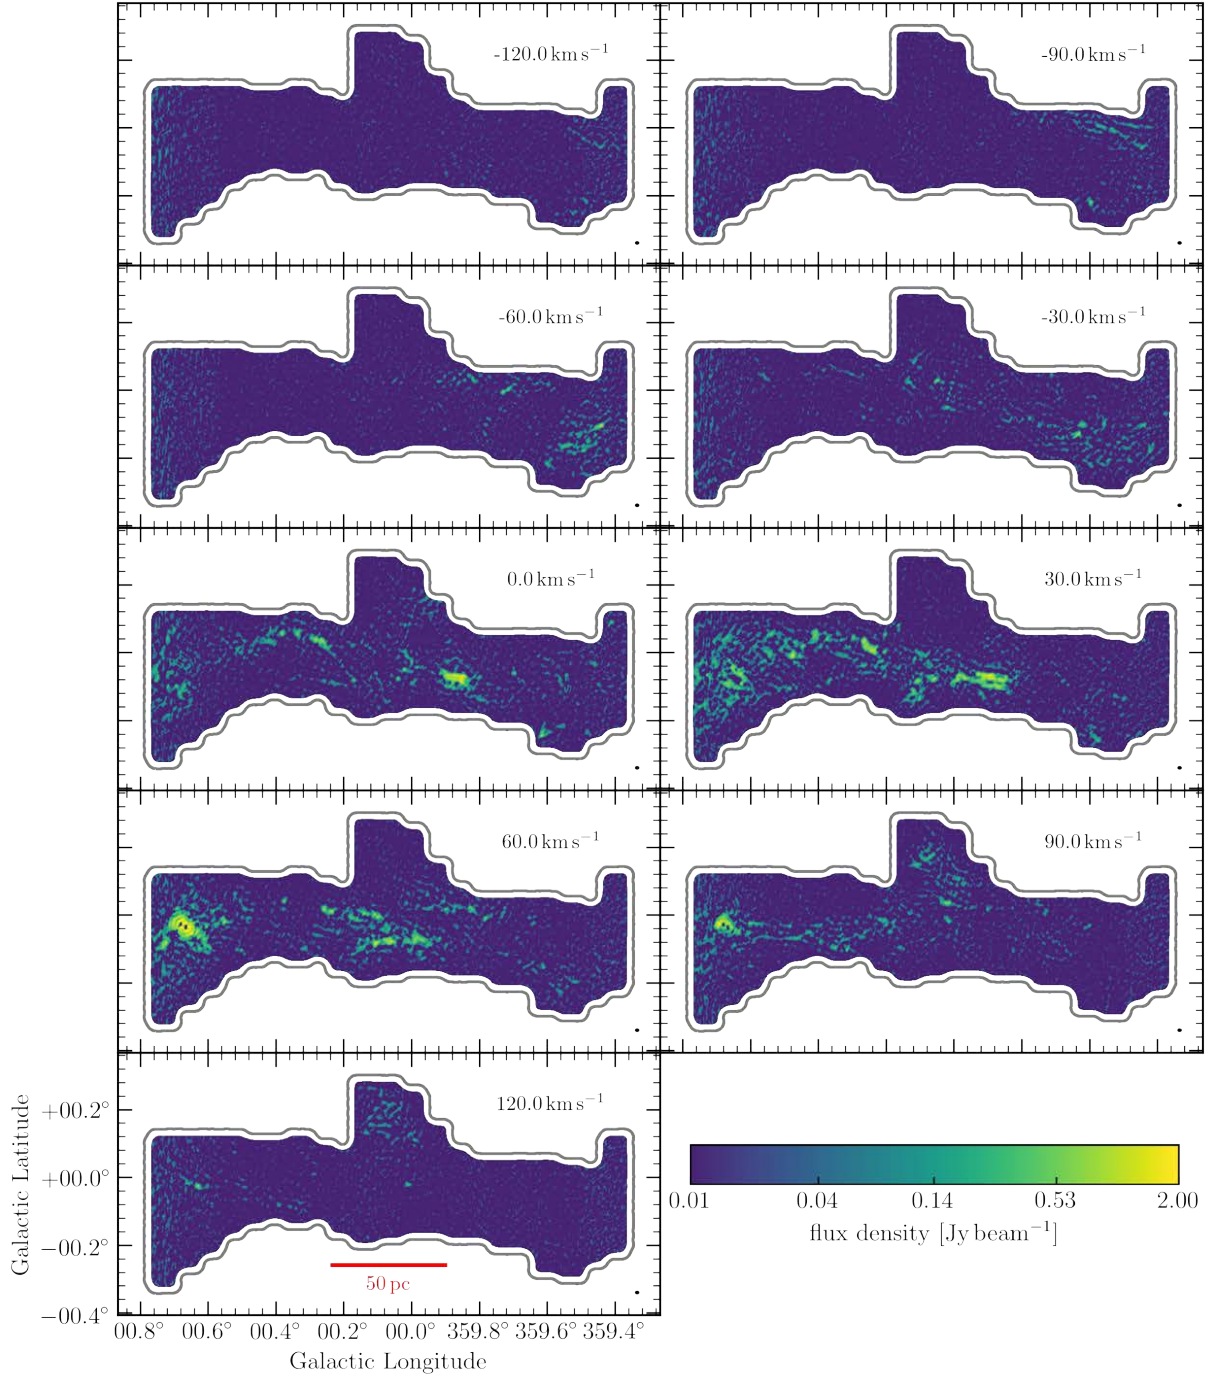 -120.0 km s⁻¹
-90.0 km s⁻¹
-60.0 km s⁻¹
-30.0 km s⁻¹
0.0 km s⁻¹
30.0 km s⁻¹
60.0 km s⁻¹
90.0 km s⁻¹
120.0 km s⁻¹
+00.2°
+00.0°
−00.2°
−00.4°
Galactic Latitude
50 pc
00.8° 00.6° 00.4° 00.2° 00.0° 359.8° 359.6° 359.4°
Galactic Longitude
0.01 0.04 0.14 0.53 2.00
flux density [Jy beam⁻¹]